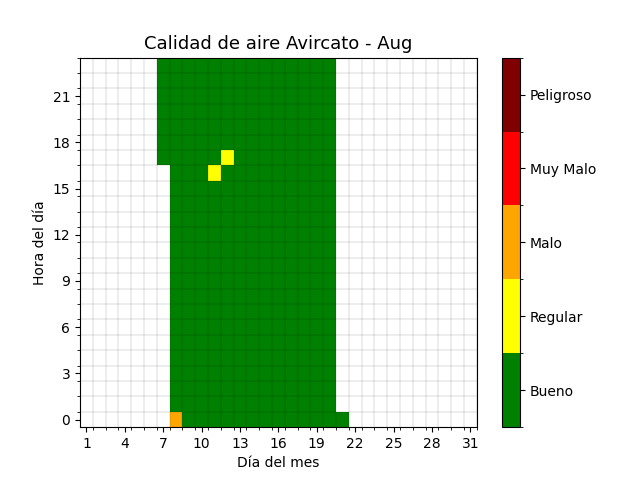 Calidad de aire Avircato - Aug
Hora del día
21
18
15
12
9
6
3
0
1 4 7 10 13 16 19 22 25 28 31
Día del mes
Peligroso
Muy Malo
Malo
Regular
Bueno